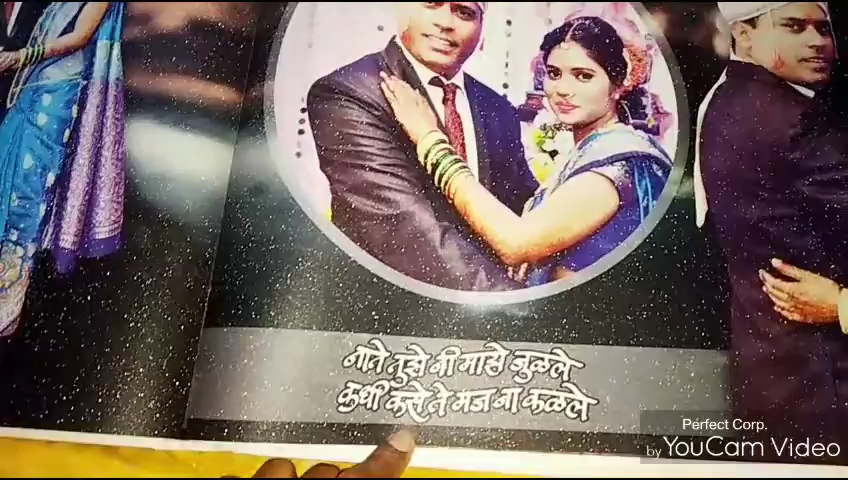 नाते तुझे नी माझे जुळले
कधी कसे ते मज ना कळले
Perfect Corp.
by YouCam Video